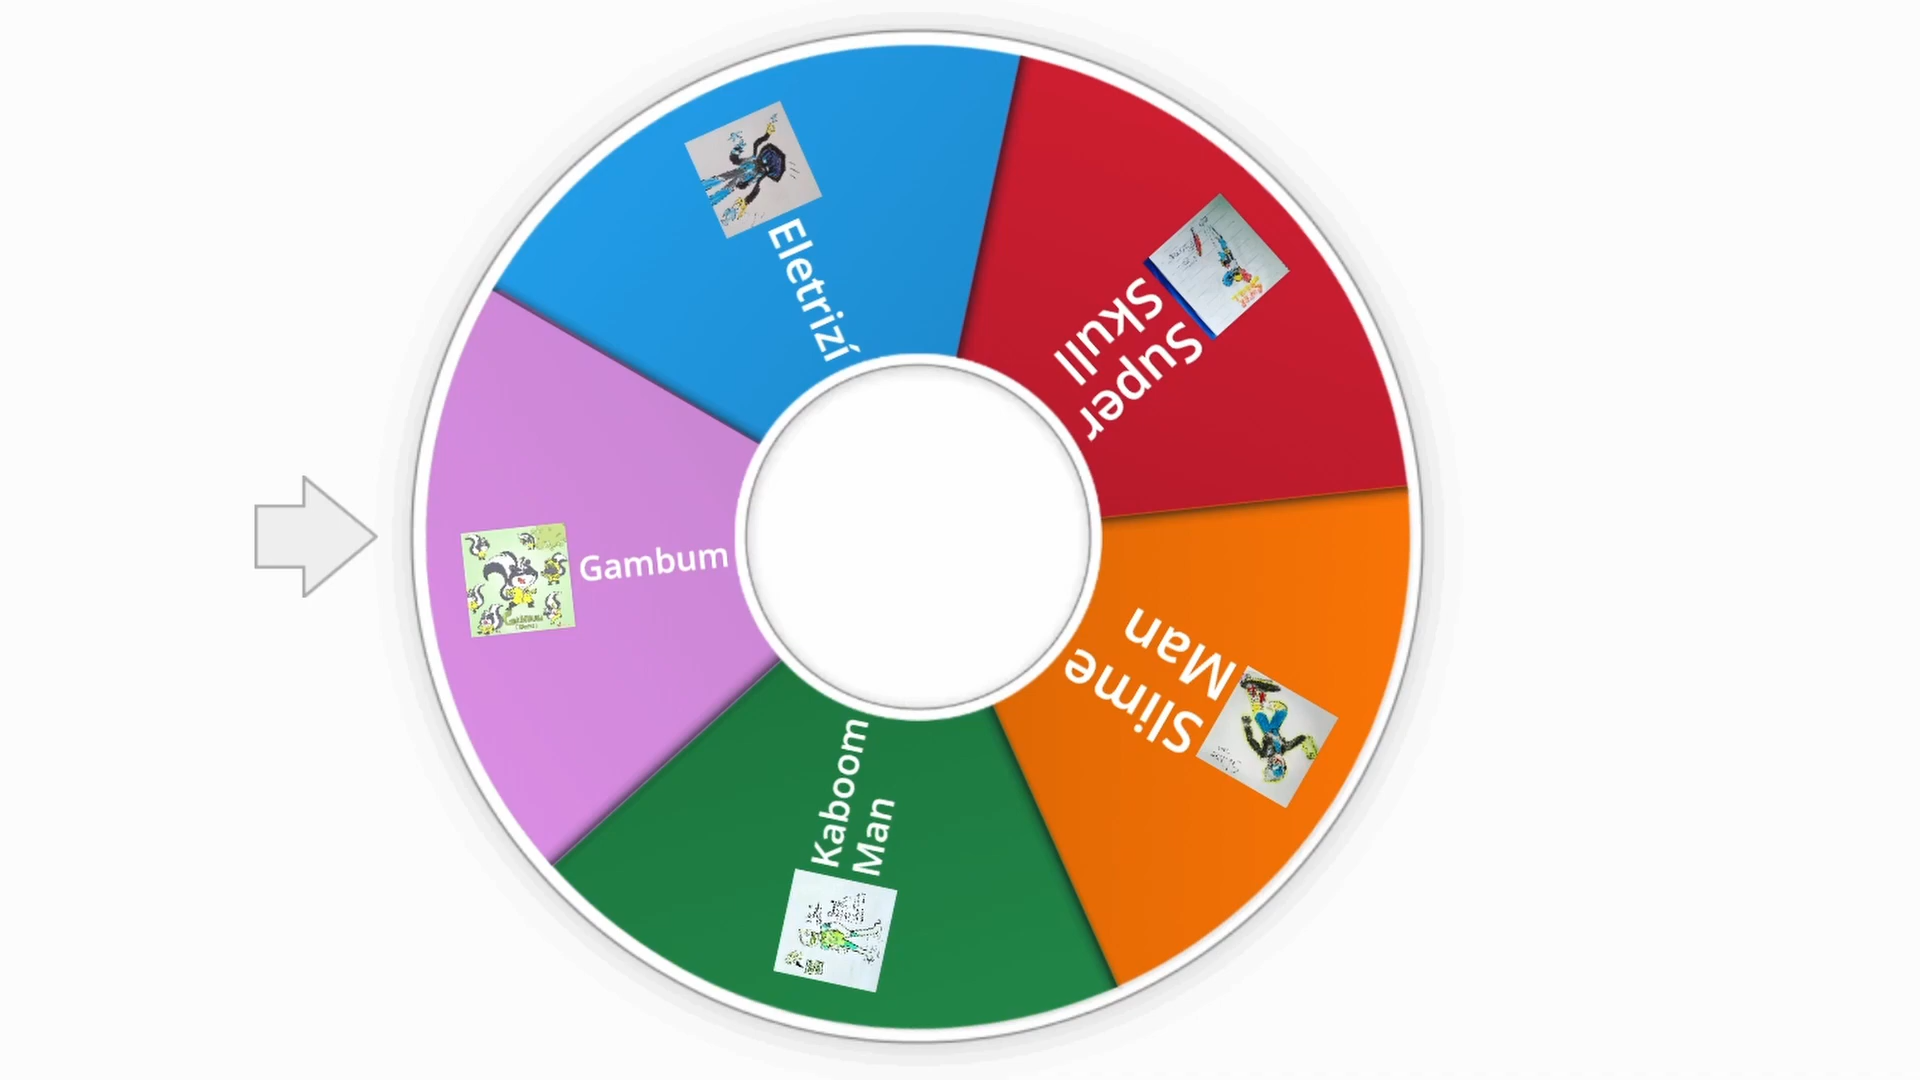 Eletrizí
Super
Skull
Slime
Man
Kaboom
Man
Gambum